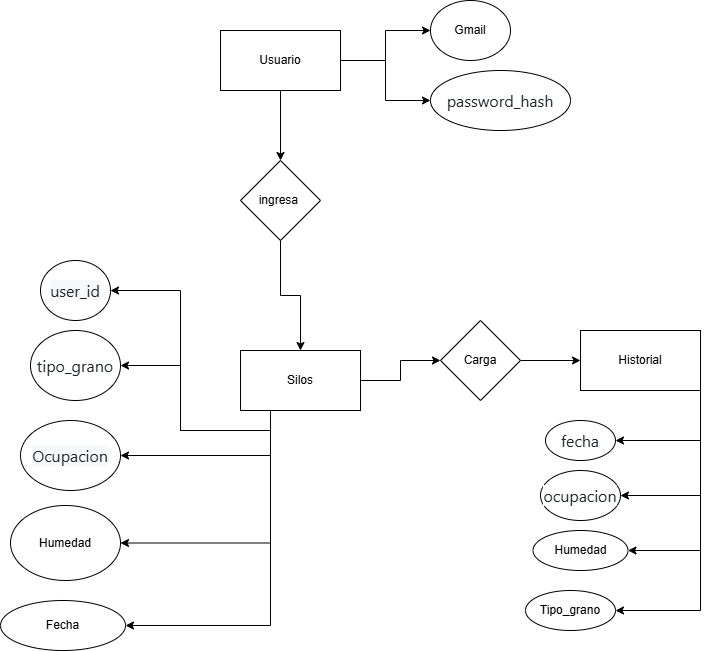 Usuario
Gmail
password_hash
ingresa
user_id
tipo_grano
Ocupacion
Humedad
Fecha
Silos
Carga
Historial
fecha
ocupacion
Humedad
Tipo_grano